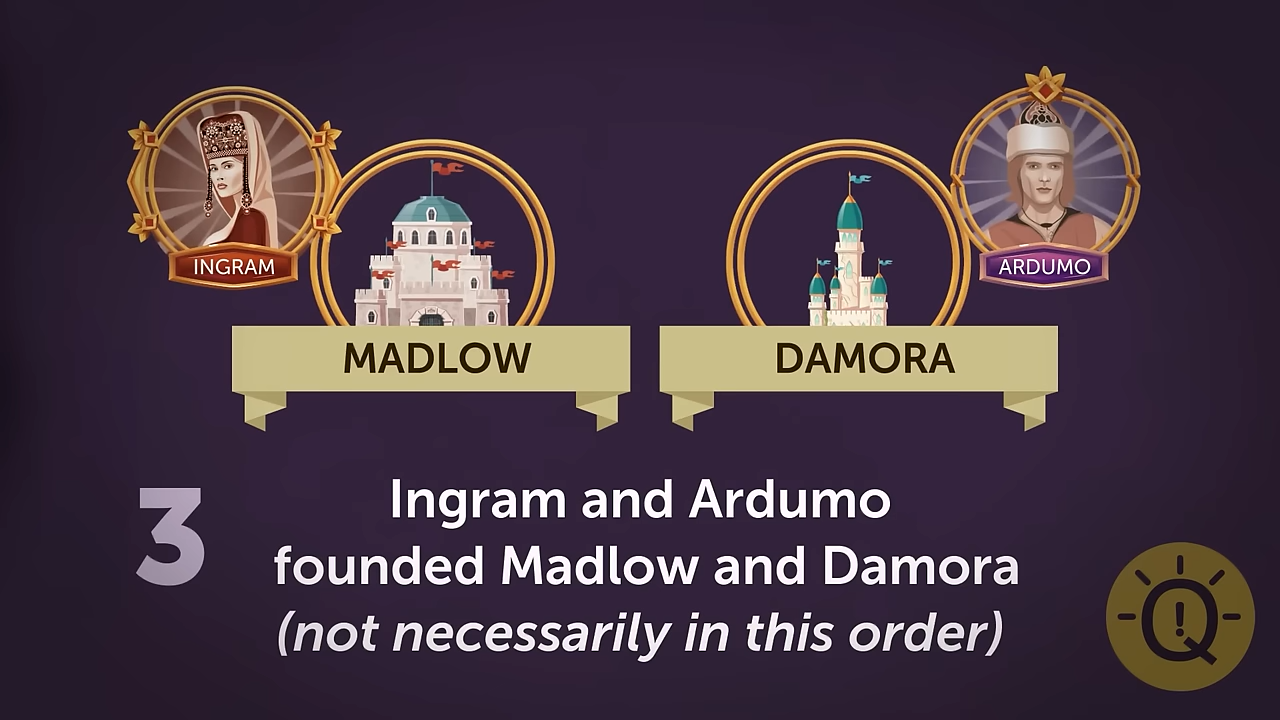 INGRAM
ARDUMO
MADLOW
DAMORA
3
Ingram and Ardumo
founded Madlow and Damora
(not necessarily in this order)
Q!